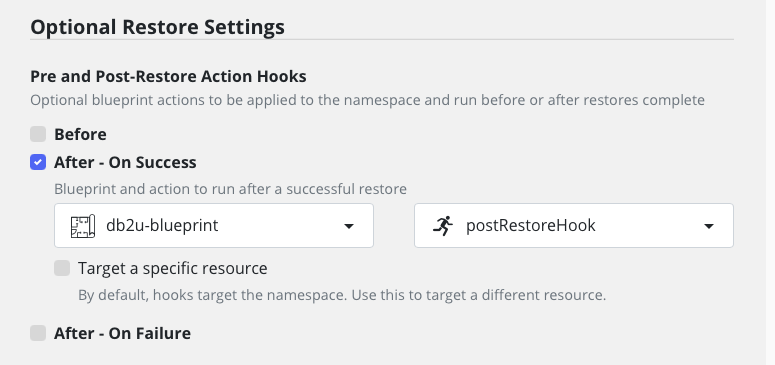 Optional Restore Settings
Pre and Post-Restore Action Hooks
Optional blueprint actions to be applied to the namespace and run before or after restores complete
Before
After - On Success
Blueprint and action to run after a successful restore
db2u-blueprint postRestoreHook
Target a specific resource
By default, hooks target the namespace. Use this to target a different resource.
After - On Failure